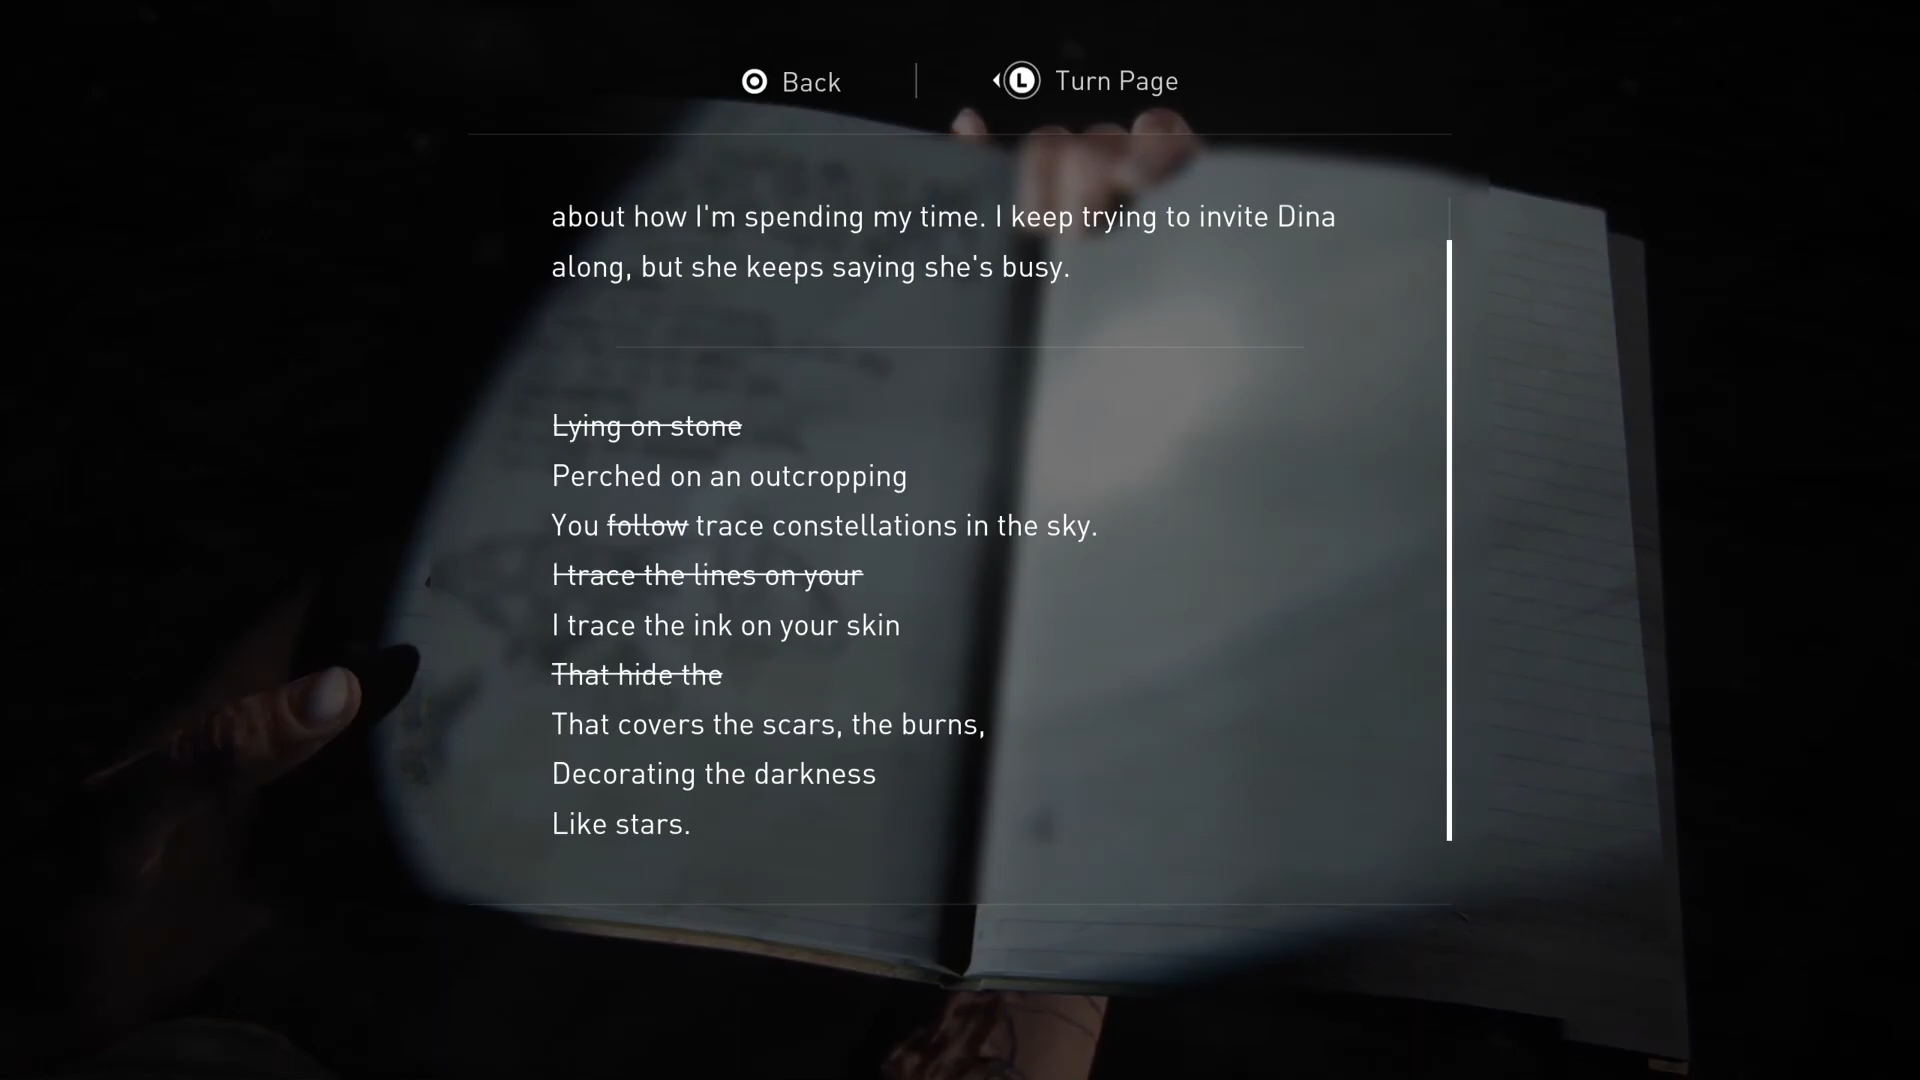 Back
L Turn Page
about how I'm spending my time. I keep trying to invite Dina
along, but she keeps saying she's busy.
Lying on stone
Perched on an outcropping
You follow trace constellations in the sky.
I trace the lines on your
I trace the ink on your skin
That hide the
That covers the scars, the burns,
Decorating the darkness
Like stars.